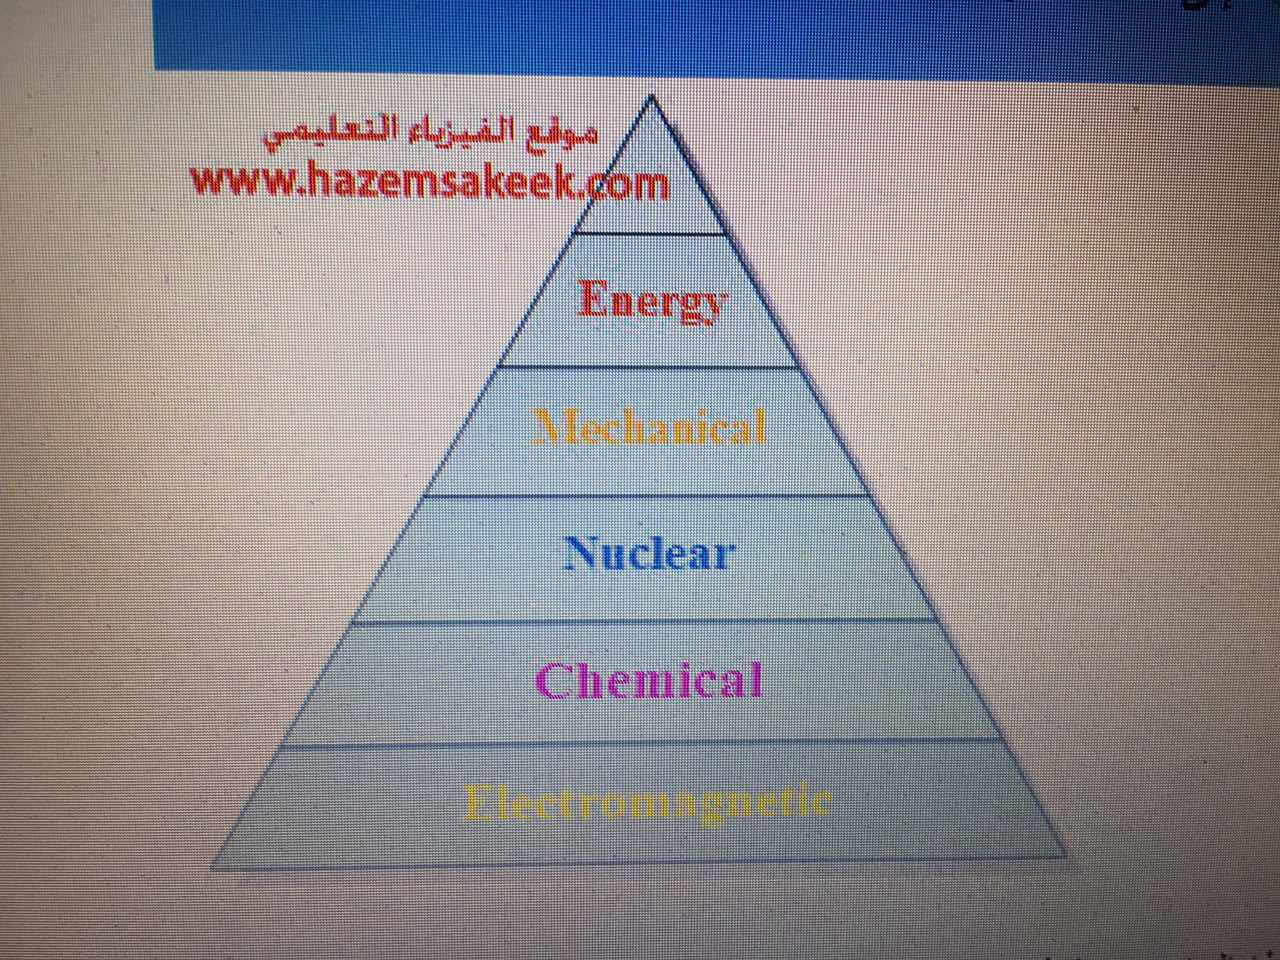 موقع الفيزياء التعليمي
www.hazemsakeek.com
Energy
Mechanical
Nuclear
Chemical
Electromagnetic